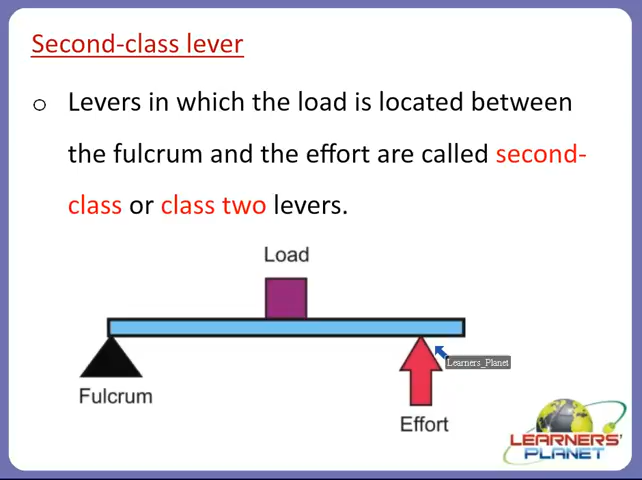 Second-class lever
o Levers in which the load is located between
the fulcrum and the effort are called second-
class or class two levers.
Load
Learners_Planet
Fulcrum
Effort
LEARNERS'
PLANET